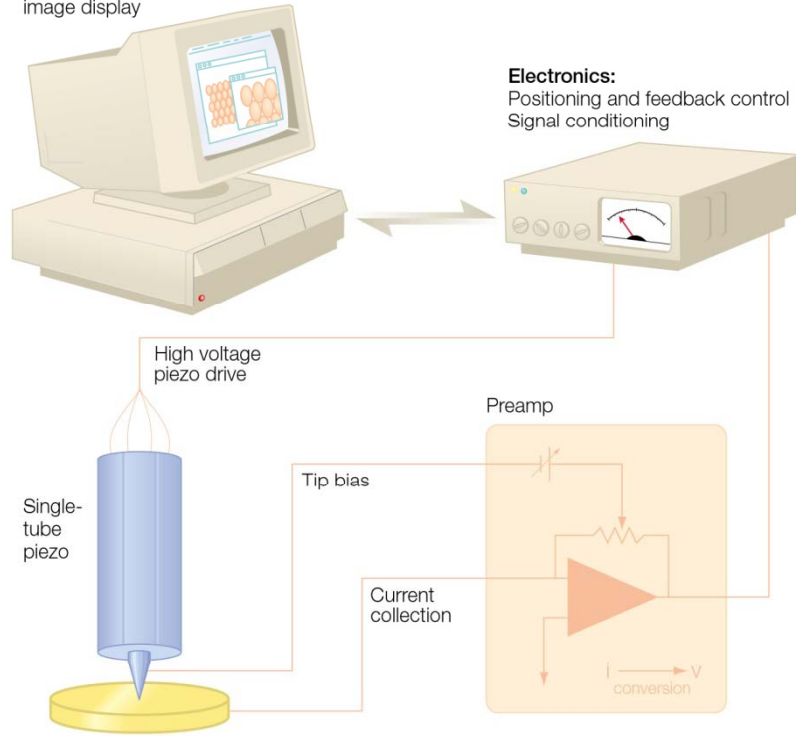 image display
Electronics:
Positioning and feedback control
Signal conditioning
High voltage
piezo drive
Preamp
Tip bias
Single-
tube
piezo
Current
collection
i V
conversion